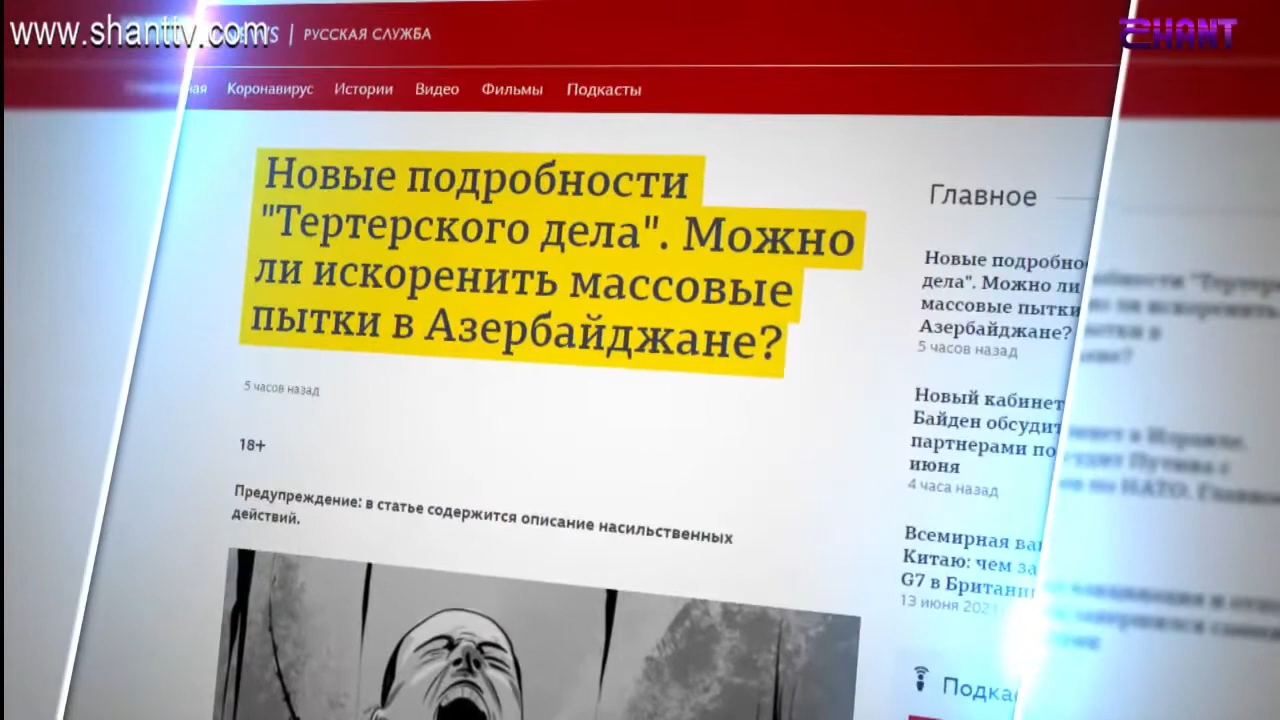 www.shanttv.com
SHANT
NEWS | РУССКАЯ СЛУЖБА
Коронавирус Истории Видео Фильмы Подкасты
Новые подробности
"Тертерского дела". Можно
ли искоренить массовые
пытки в Азербайджане?
5 часов назад
18+
Предупреждение: в статье содержится описание насильственных
действий.
Главное
Новые подробно
дела". Можно ли
массовые пытки
Азербайджане?
5 часов назад
Новый кабинет
Байден обсудит
партнерами по
июня
4 часа назад
Всемирная ва
Китаю: чем за
G7 в Британи
13 июня 2021
Подка